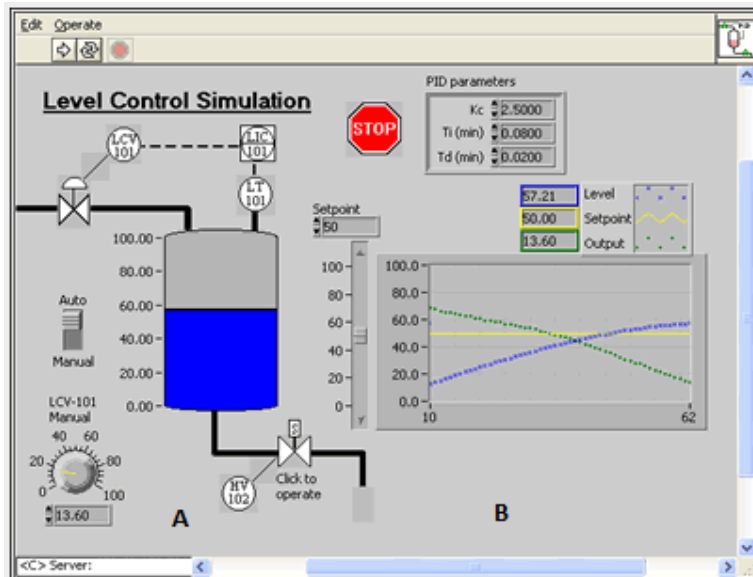 Edit Operate
Level Control Simulation
STOP
PID parameters
Kc 2.5000
Ti (min) 0.0800
Td (min) 0.0200
LCV 101
LIC 101
LT 101
Setpoint
50
57.21 Level
50.00 Setpoint
13.60 Output
100.00
80.00
60.00
40.00
20.00
0.00
100
80
60
40
20
0
100.0
80.0
60.0
40.0
20.0
0.0
10 62
Auto
Manual
LCV-101
Manual
0 20 40 60 80 100
13.60
S
HV 102
Click to
operate
A
B
<C> Server: